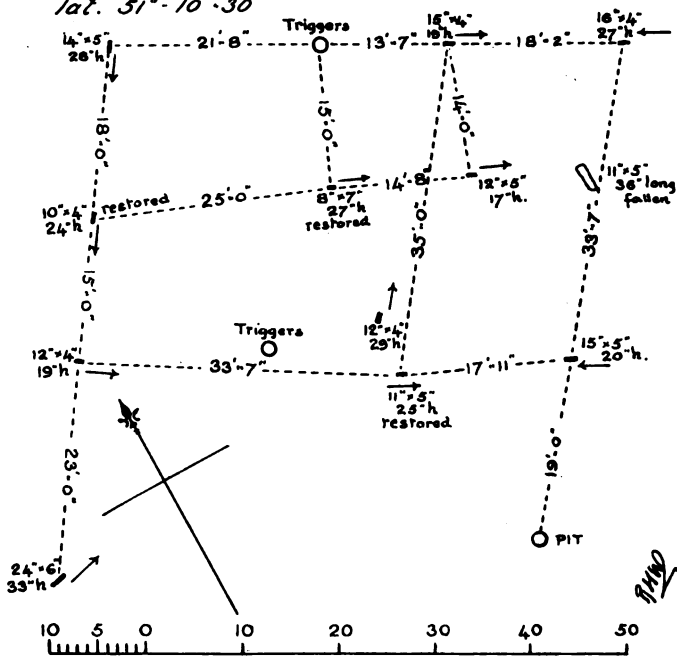 lat. 51°-10'-30
14"×5"
26"h
21'-8"
Triggers
13'-7"
15"×4"
19"h
18'-2"
16"×4"
27"h
18'-0"
15'-0"
14'-0"
10"×4"
24"h
restored
25'-0"
8"×7"
27"h
restored
14'-8"
12"×5"
17"h.
11"×5"
36" long
fallen
35'-0"
33'-7"
15'-0"
12"×4"
19"h
Triggers
33'-7"
12"×4"
29"h
11"×5"
25"h
restored
17'-11"
15"×5"
20"h.
23'-0"
19'-0"
24"×6"
33"h
PIT
RHW
10 5 0 10 20 30 40 50